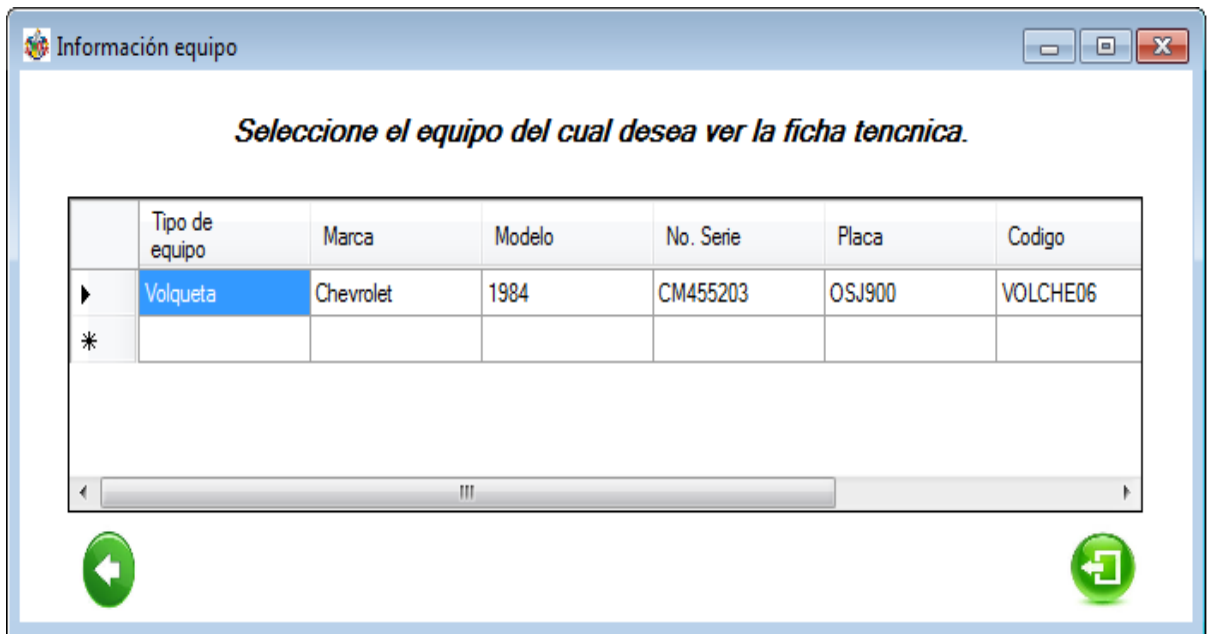 Información equipo
Seleccione el equipo del cual desea ver la ficha tencnica.
Tipo de equipo Marca Modelo No. Serie Placa Codigo
Volqueta Chevrolet 1984 CM455203 OSJ900 VOLCHE06